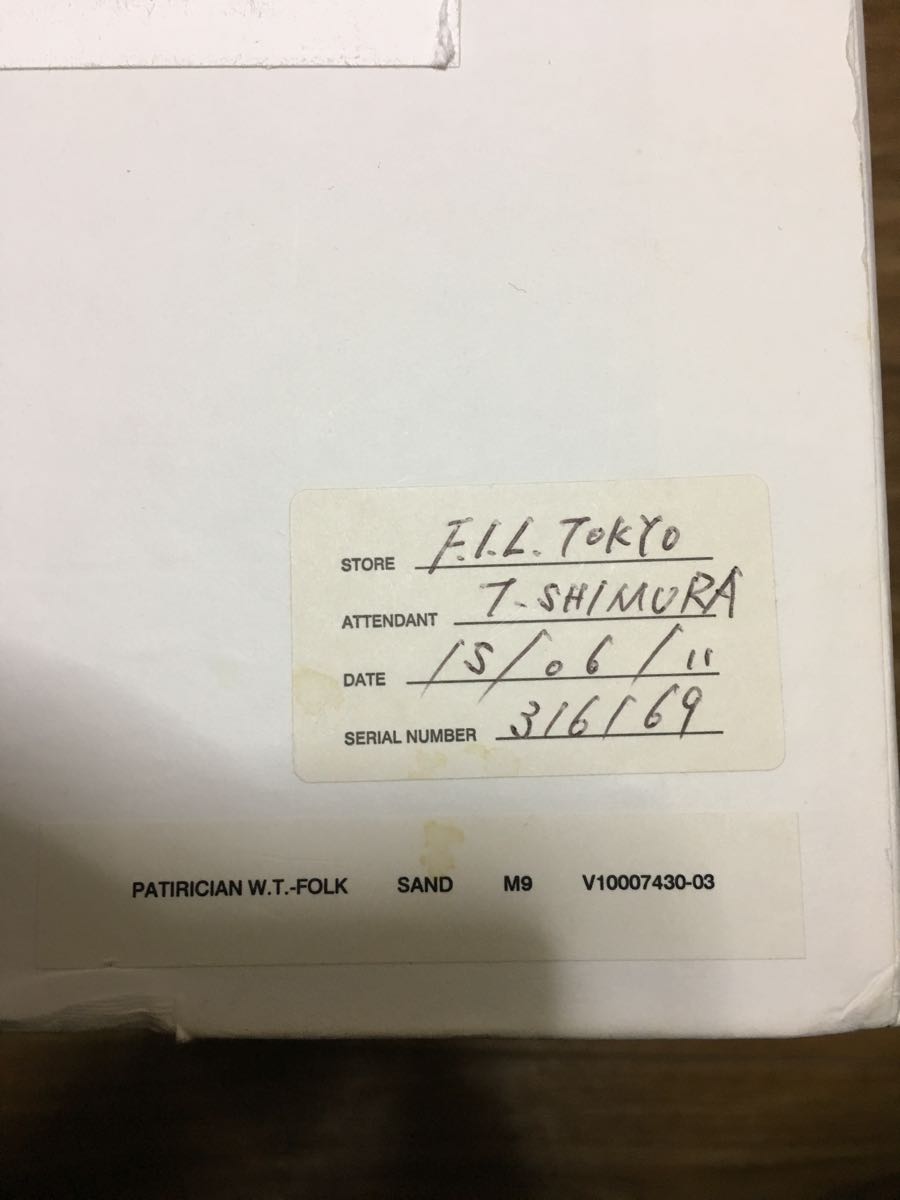 STORE F.I.L. TOKYO
ATTENDANT T. SHIMURA
DATE 15/06/11
SERIAL NUMBER 316169
PATIRICIAN W.T.-FOLK SAND M9 V10007430-03